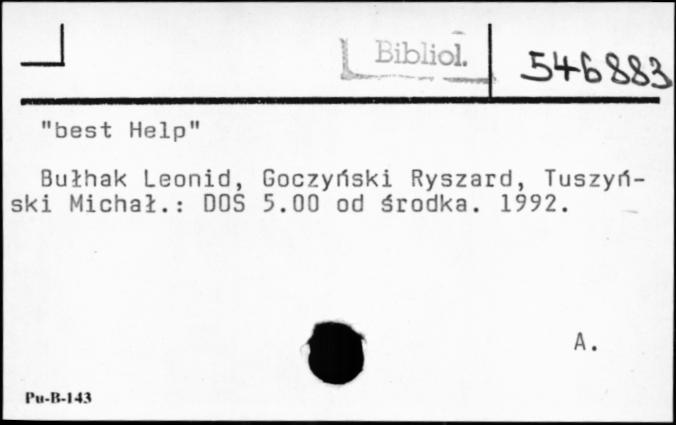 Bibliol.
546883
"best Help"
Bułhak Leonid, Goczyński Ryszard, Tuszyń-
ski Michał.: DOS 5.00 od środka. 1992.
A.
Pu-B-143